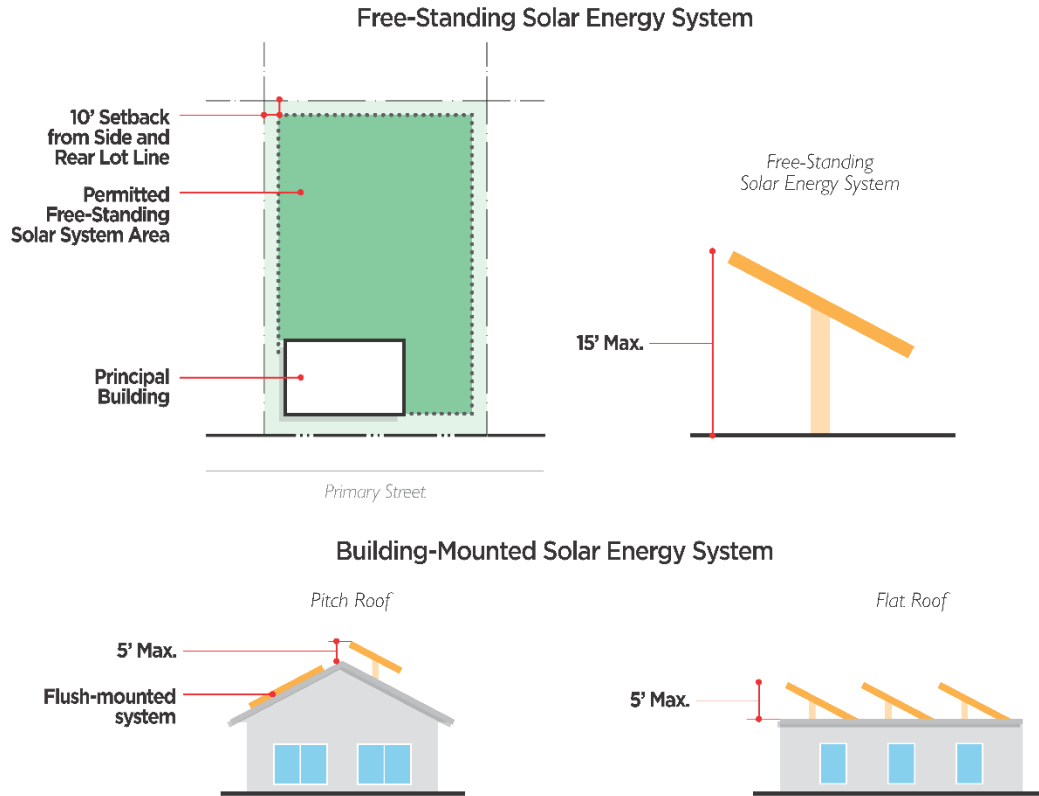 Free-Standing Solar Energy System
10' Setback
from Side and
Rear Lot Line
Permitted
Free-Standing
Solar System Area
Principal
Building
Primary Street
Free-Standing
Solar Energy System
15' Max.
Building-Mounted Solar Energy System
Pitch Roof
5' Max.
Flush-mounted
system
Flat Roof
5' Max.